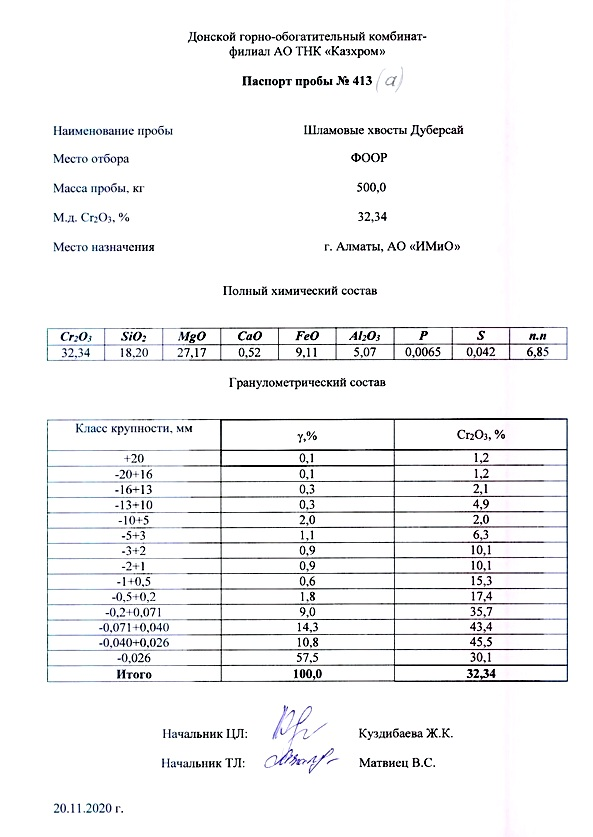 Донской горно-обогатительный комбинат-
филиал АО ТНК «Казхром»
Паспорт пробы № 413 (а)
Наименование пробы Шламовые хвосты Дуберсай
Место отбора ФООР
Масса пробы, кг 500,0
М.д. Cr₂O₃, % 32,34
Место назначения г. Алматы, АО «ИМиО»
Полный химический состав
Cr₂O₃ SiO₂ MgO CaO FeO Al₂O₃ P S п.п
32,34 18,20 27,17 0,52 9,11 5,07 0,0065 0,042 6,85
Гранулометрический состав
Класс крупности, мм γ,% Cr₂O₃, %
+20 0,1 1,2
-20+16 0,1 1,2
-16+13 0,3 2,1
-13+10 0,3 4,9
-10+5 2,0 2,0
-5+3 1,1 6,3
-3+2 0,9 10,1
-2+1 0,9 10,1
-1+0,5 0,6 15,3
-0,5+0,2 1,8 17,4
-0,2+0,071 9,0 35,7
-0,071+0,040 14,3 43,4
-0,040+0,026 10,8 45,5
-0,026 57,5 30,1
Итого 100,0 32,34
Начальник ЦЛ: Куздибаева Ж.К.
Начальник ТЛ: Матвиец В.С.
20.11.2020 г.